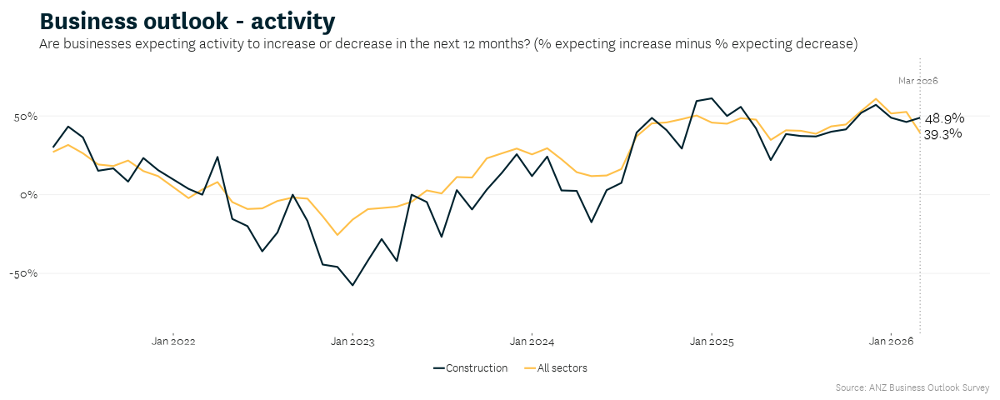 Business outlook - activity
Are businesses expecting activity to increase or decrease in the next 12 months? (% expecting increase minus % expecting decrease)
Mar 2026
50%
48.9%
39.3%
0%
-50%
Jan 2022 Jan 2023 Jan 2024 Jan 2025 Jan 2026
Construction All sectors
Source: ANZ Business Outlook Survey